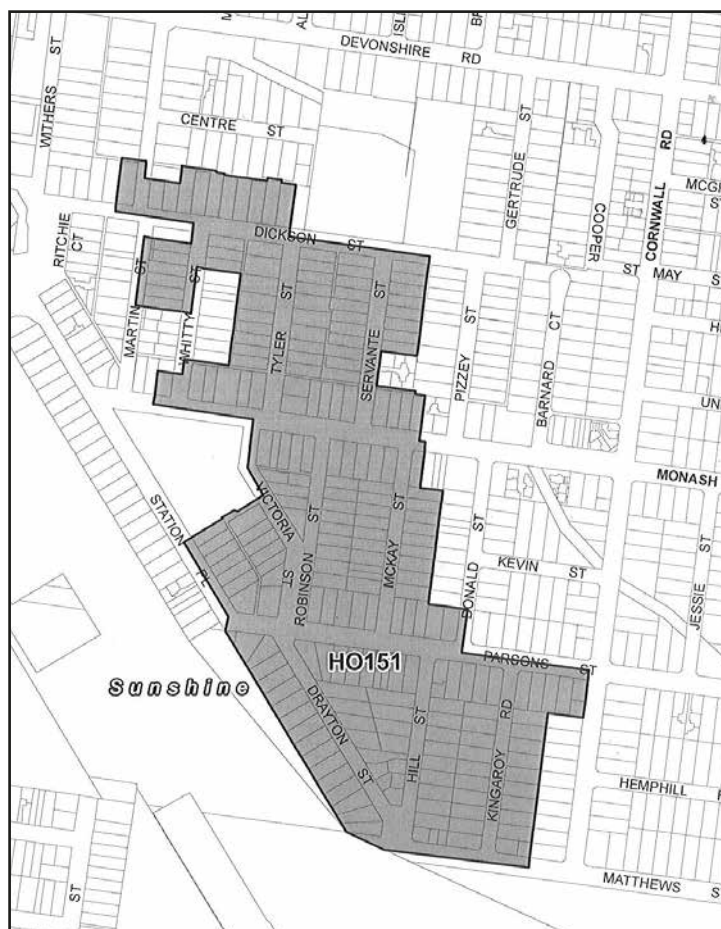 DEVONSHIRE RD
WITHERS ST
CENTRE ST
GERTRUDE ST
COOPER ST
CORNWALL RD
RITCHIE CT
DICKSON ST
MAY
MARTIN ST
WHITTY ST
TYLER ST
SERVANTE ST
PIZZEY ST
BARNARD CT
MONASH
STATION PL
VICTORIA ST
ROBINSON ST
MCKAY ST
DONALD ST
KEVIN ST
JESSIE ST
HO151
PARSONS ST
Sunshine
DRAYTON ST
HILL ST
KINGAROY RD
HEMPHILL
MATTHEWS S
ST